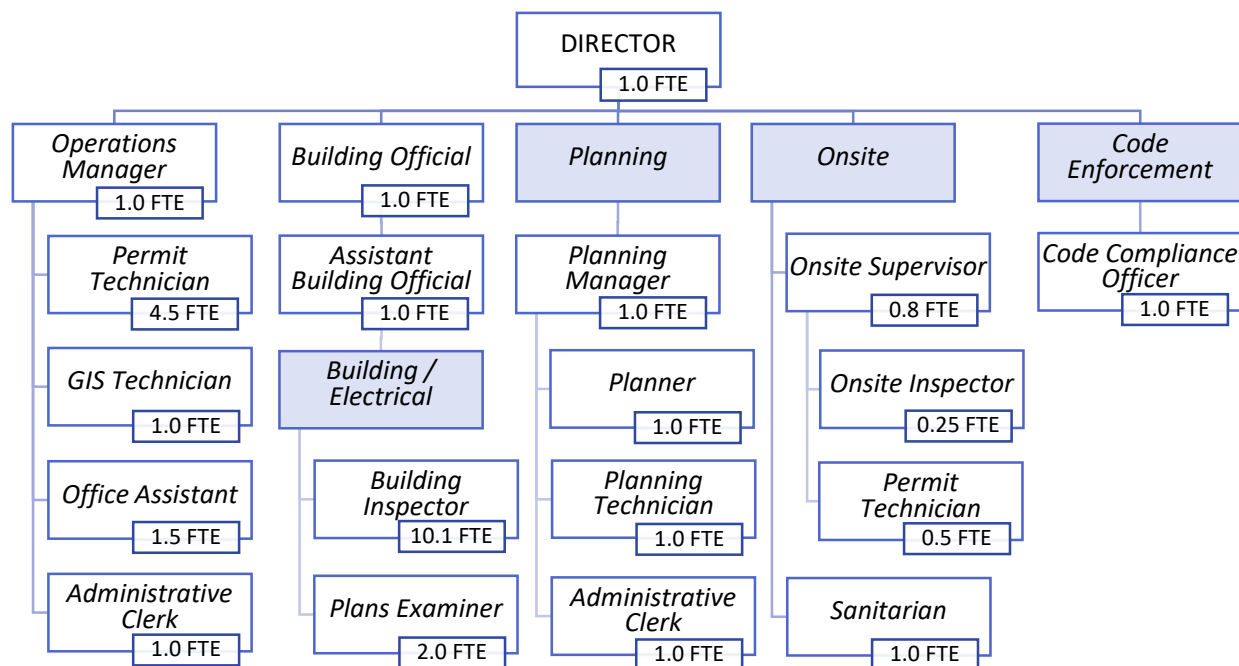 DIRECTOR
1.0 FTE
Operations
Manager
1.0 FTE
Permit
Technician
4.5 FTE
GIS Technician
1.0 FTE
Office Assistant
1.5 FTE
Administrative
Clerk
1.0 FTE
Building Official
1.0 FTE
Assistant
Building Official
1.0 FTE
Building /
Electrical
Building
Inspector
10.1 FTE
Plans Examiner
2.0 FTE
Planning
Planning
Manager
1.0 FTE
Planner
1.0 FTE
Planning
Technician
1.0 FTE
Administrative
Clerk
1.0 FTE
Onsite
Onsite Supervisor
0.8 FTE
Onsite Inspector
0.25 FTE
Permit
Technician
0.5 FTE
Sanitarian
1.0 FTE
Code
Enforcement
Code Compliance
Officer
1.0 FTE